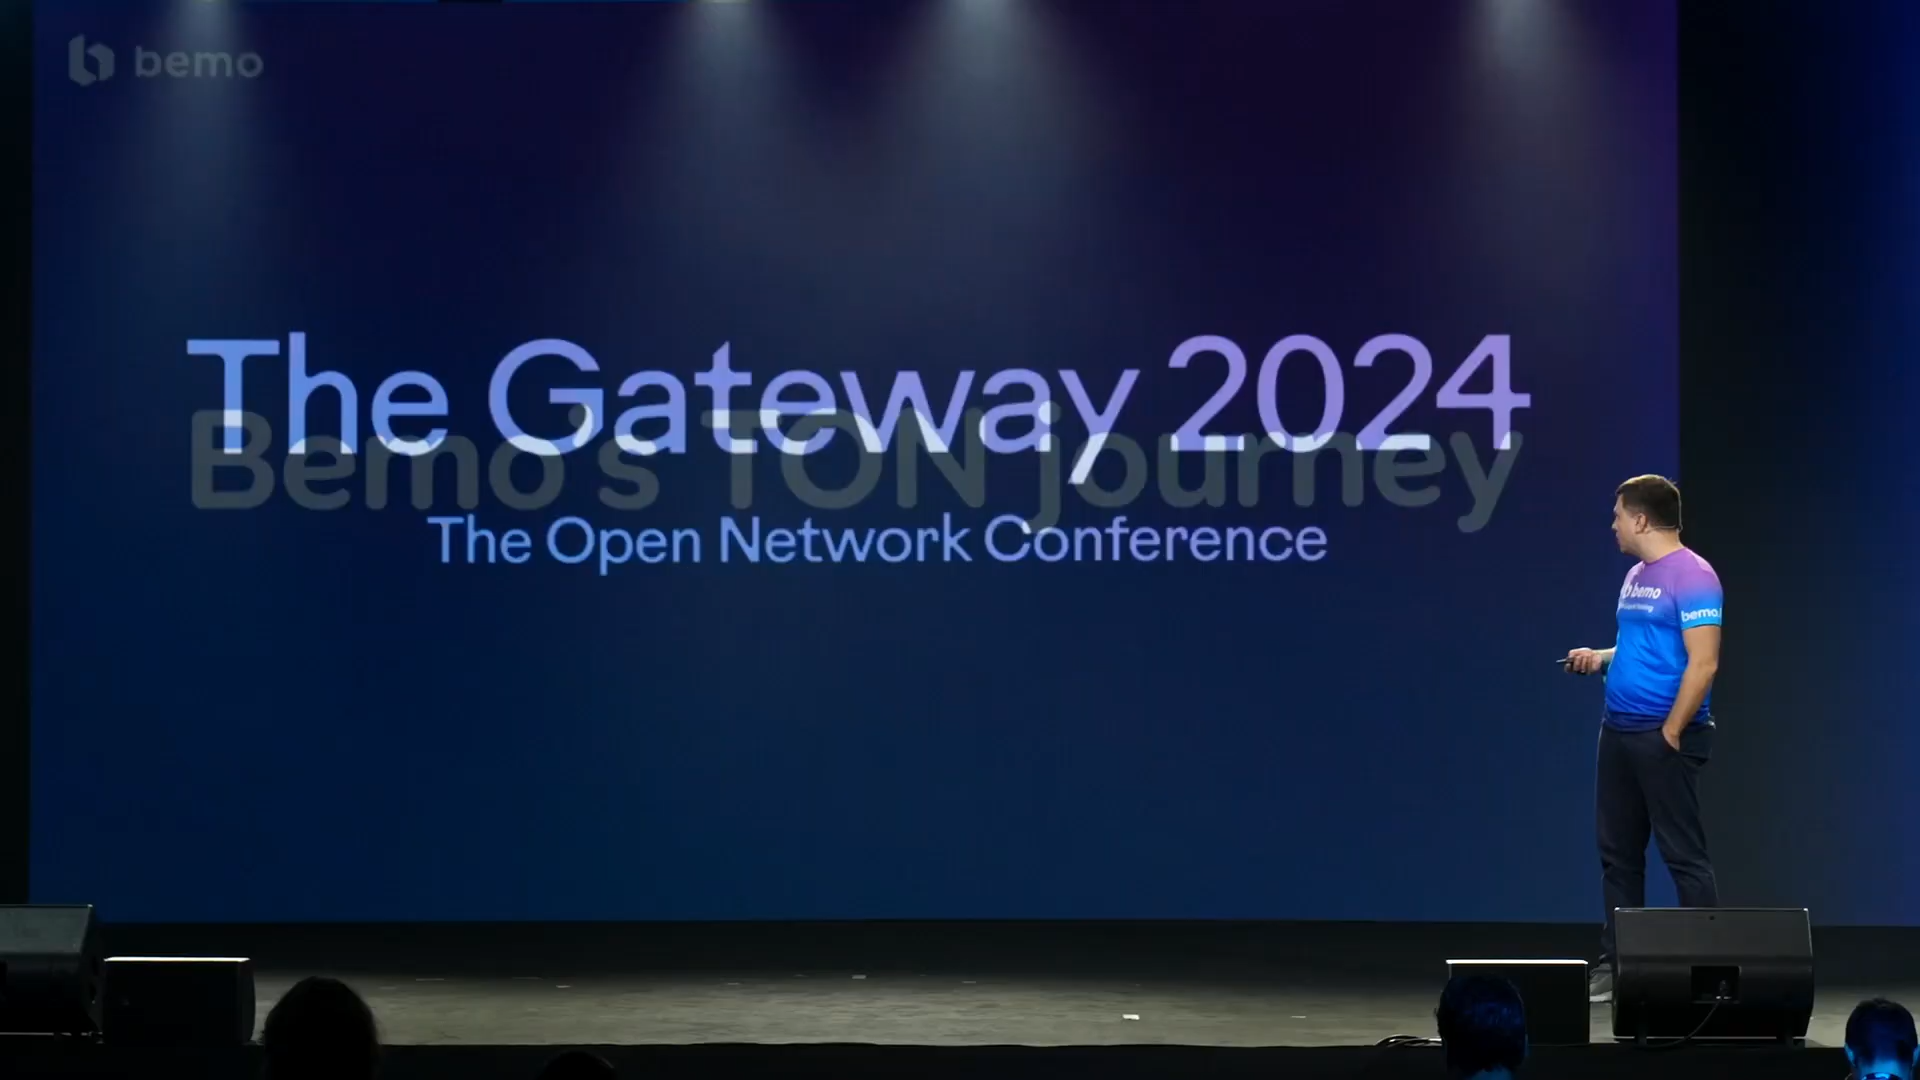 bemo
The Gateway 2024
Bemo's TON journey
The Open Network Conference
bemo
bemo.